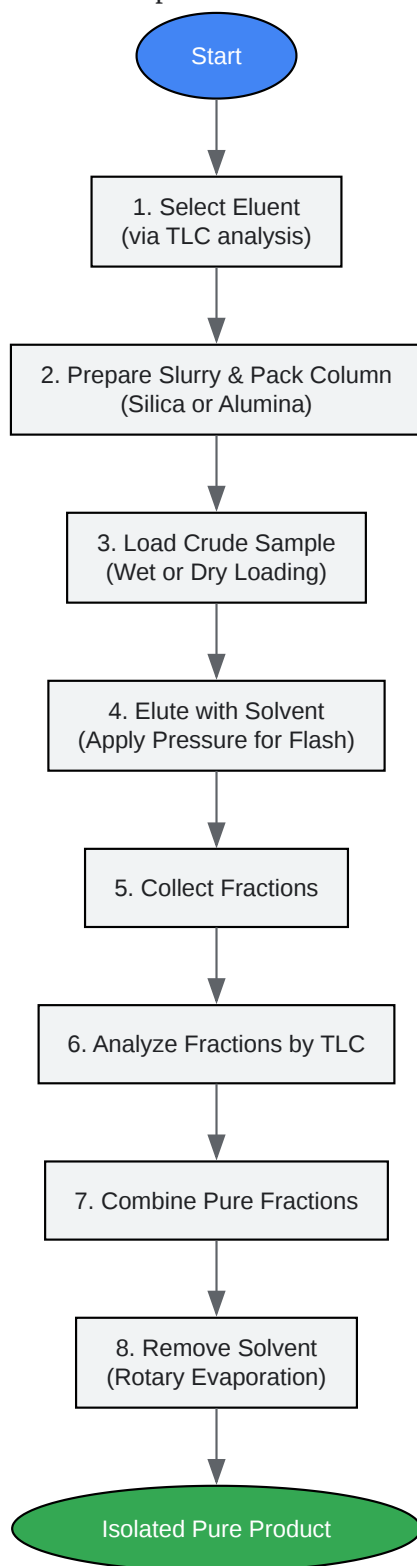 Start
1. Select Eluent
(via TLC analysis)
2. Prepare Slurry & Pack Column
(Silica or Alumina)
3. Load Crude Sample
(Wet or Dry Loading)
4. Elute with Solvent
(Apply Pressure for Flash)
5. Collect Fractions
6. Analyze Fractions by TLC
7. Combine Pure Fractions
8. Remove Solvent
(Rotary Evaporation)
Isolated Pure Product